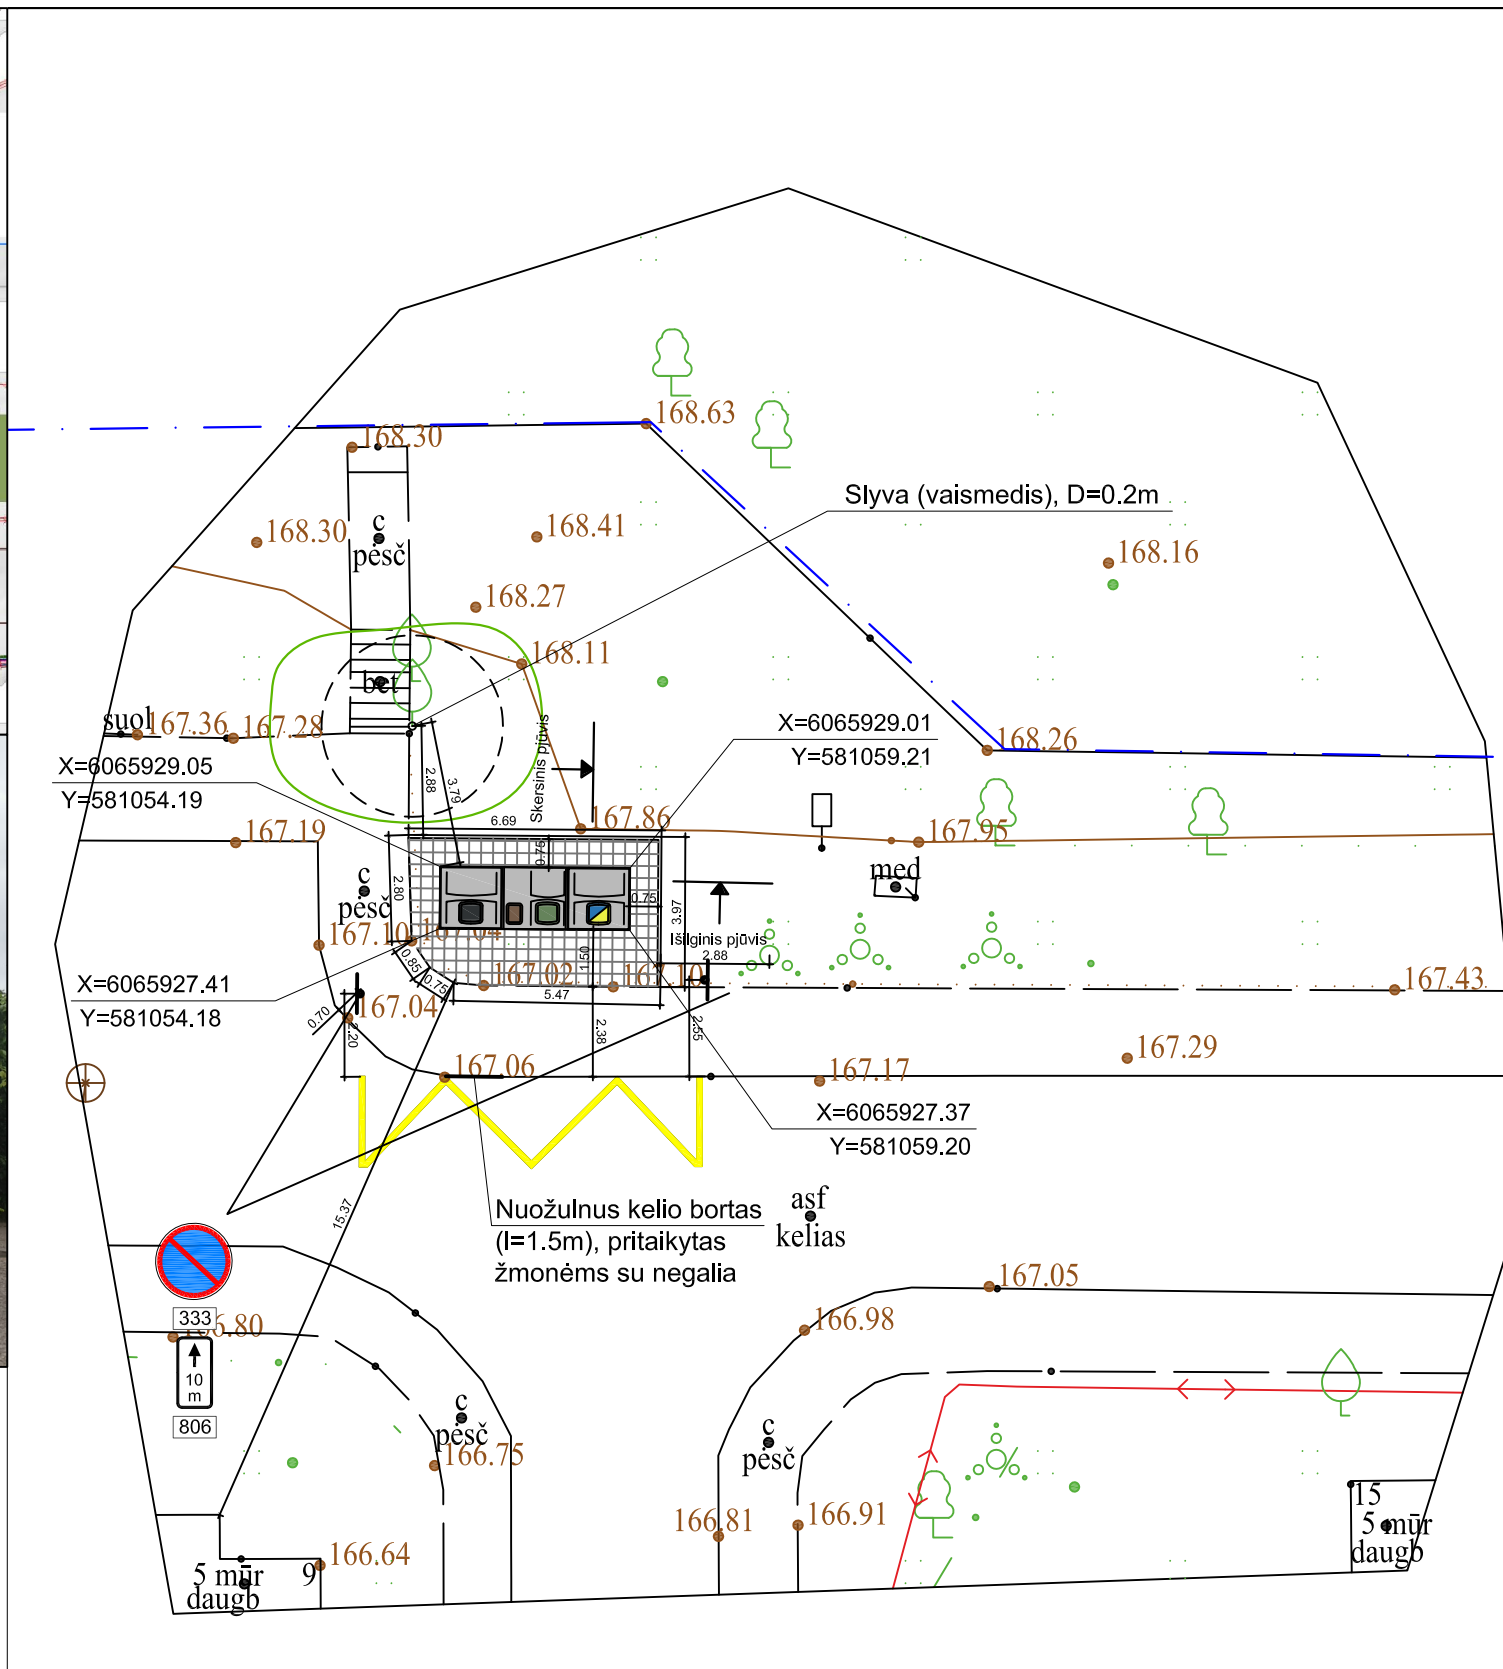 168.63
168.30
Slyva (vaismedis), D=0.2m
c
pėsč
168.30
168.41
168.16
168.27
168.11
bet
suol
167.36
167.28
X=6065929.01
Y=581059.21
168.26
X=6065929.05
Y=581054.19
2.88
3.79
Skersinis pjūvis
6.69
167.86
167.95
167.19
0.75
med
c
pėsč
2.80
0.75
3.97
167.10
167.04
Išilginis pjūvis
2.88
1.50
0.85
0.75
167.02
167.10
5.47
167.43
X=6065927.41
Y=581054.18
167.04
0.70
2.20
2.38
2.55
167.06
167.17
167.29
X=6065927.37
Y=581059.20
Nuožulnus kelio bortas
(l=1.5m), pritaikytas
žmonėms su negalia
asf
kelias
15.37
167.05
333
166.80
166.98
10
m
806
c
pėsč
166.75
c
pėsč
166.81
166.91
15
5 mūr
daugb
166.64
5 mūr
9
daugb